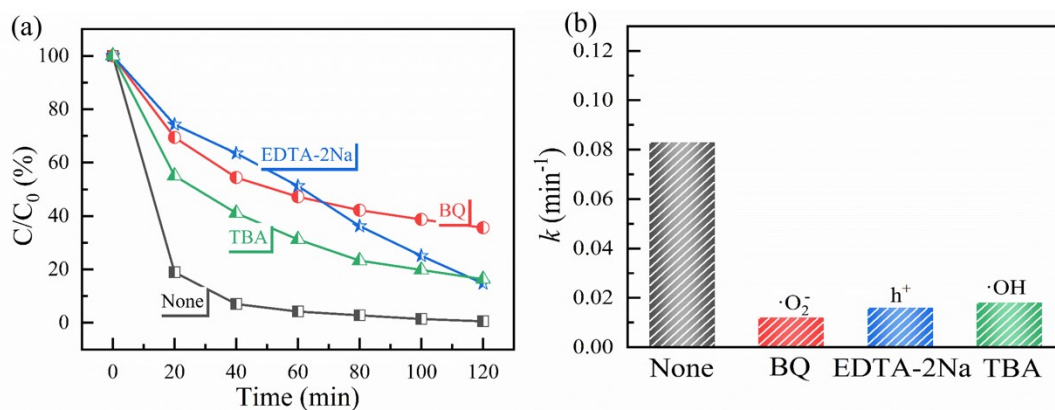 (a)
C/C₀ (%)
100
80
60
40
20
0
EDTA-2Na
BQ
TBA
None
0 20 40 60 80 100 120
Time (min)
(b)
k (min⁻¹)
0.12
0.10
0.08
0.06
0.04
0.02
0.00
·O₂⁻ h⁺ ·OH
None BQ EDTA-2Na TBA